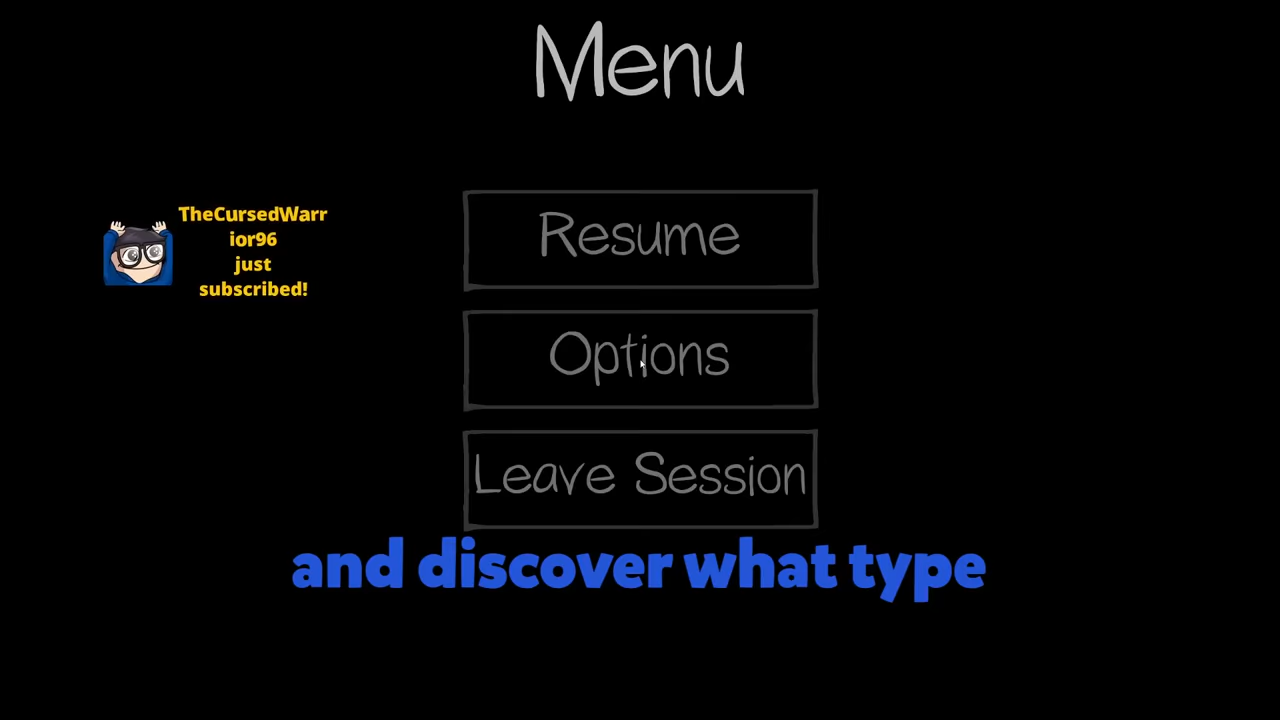 Menu
TheCursedWarr
ior96
just
subscribed!
Resume
Options
Leave Session
and discover what type